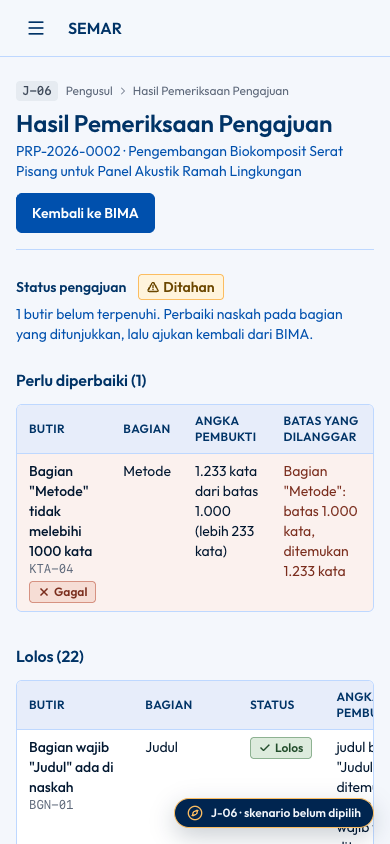 SEMAR
J-06 Pengusul > Hasil Pemeriksaan Pengajuan
Hasil Pemeriksaan Pengajuan
PRP-2026-0002 · Pengembangan Biokomposit Serat
Pisang untuk Panel Akustik Ramah Lingkungan
Kembali ke BIMA
Status pengajuan Ditahan
1 butir belum terpenuhi. Perbaiki naskah pada bagian
yang ditunjukkan, lalu ajukan kembali dari BIMA.
Perlu diperbaiki (1)
BUTIR BAGIAN ANGKA PEMBUKTI BATAS YANG DILANGGAR
Bagian
"Metode"
tidak
melebihi
1000 kata
KTA-04
Gagal
Metode
1.233 kata
dari batas
1.000
(lebih 233
kata)
Bagian
"Metode":
batas 1.000
kata,
ditemukan
1.233 kata
Lolos (22)
BUTIR BAGIAN STATUS
Bagian wajib
"Judul" ada di
naskah
BGN-01
Judul
Lolos
judul
"Judul
J-06 · skenario belum dipilih